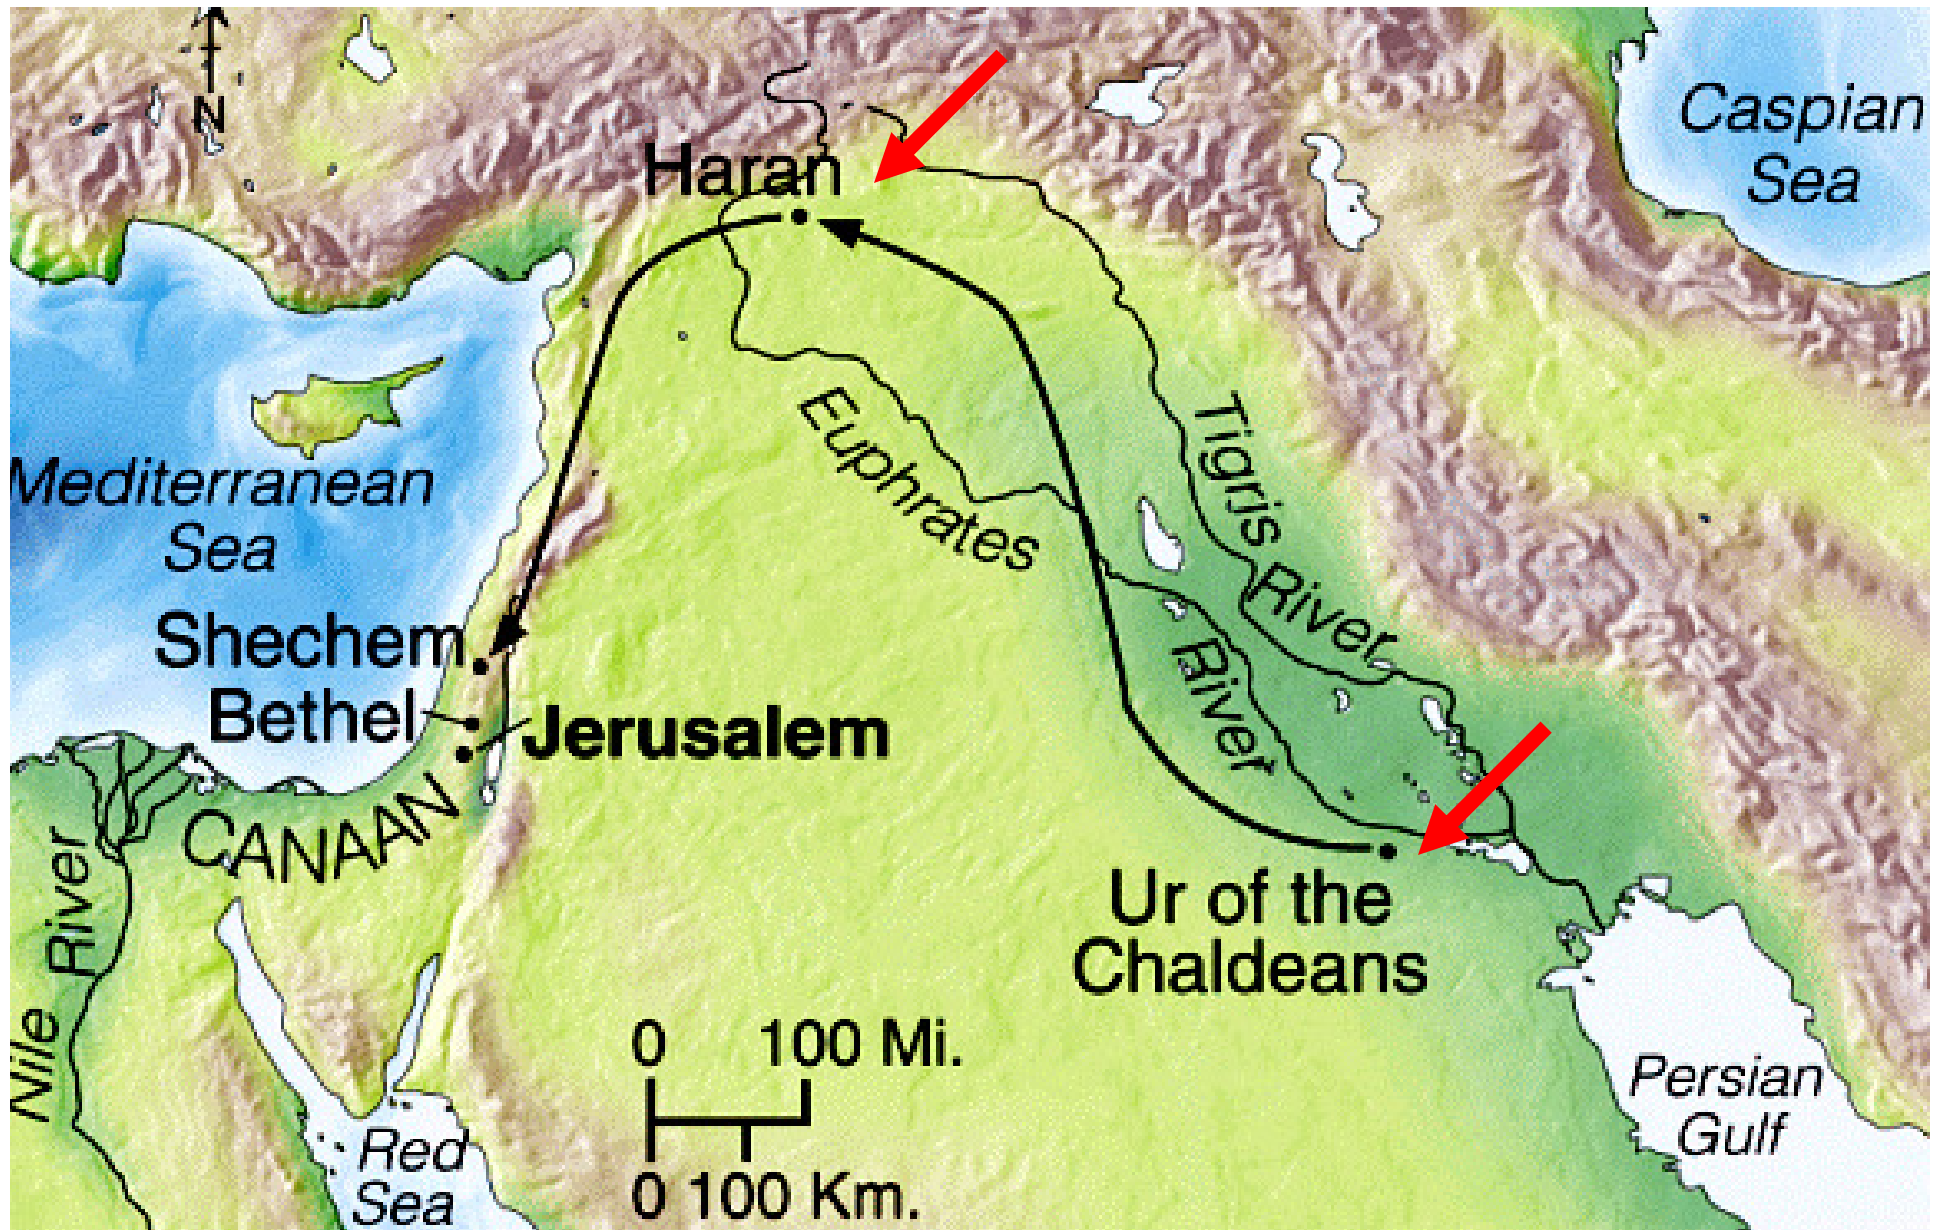 N
Caspian
Sea
Haran
Mediterranean
Sea
Euphrates
River
Tigris
River
Shechem
Bethel
Jerusalem
CANAAN
Nile River
Ur of the
Chaldeans
0 100 Mi.
0 100 Km.
Red
Sea
Persian
Gulf